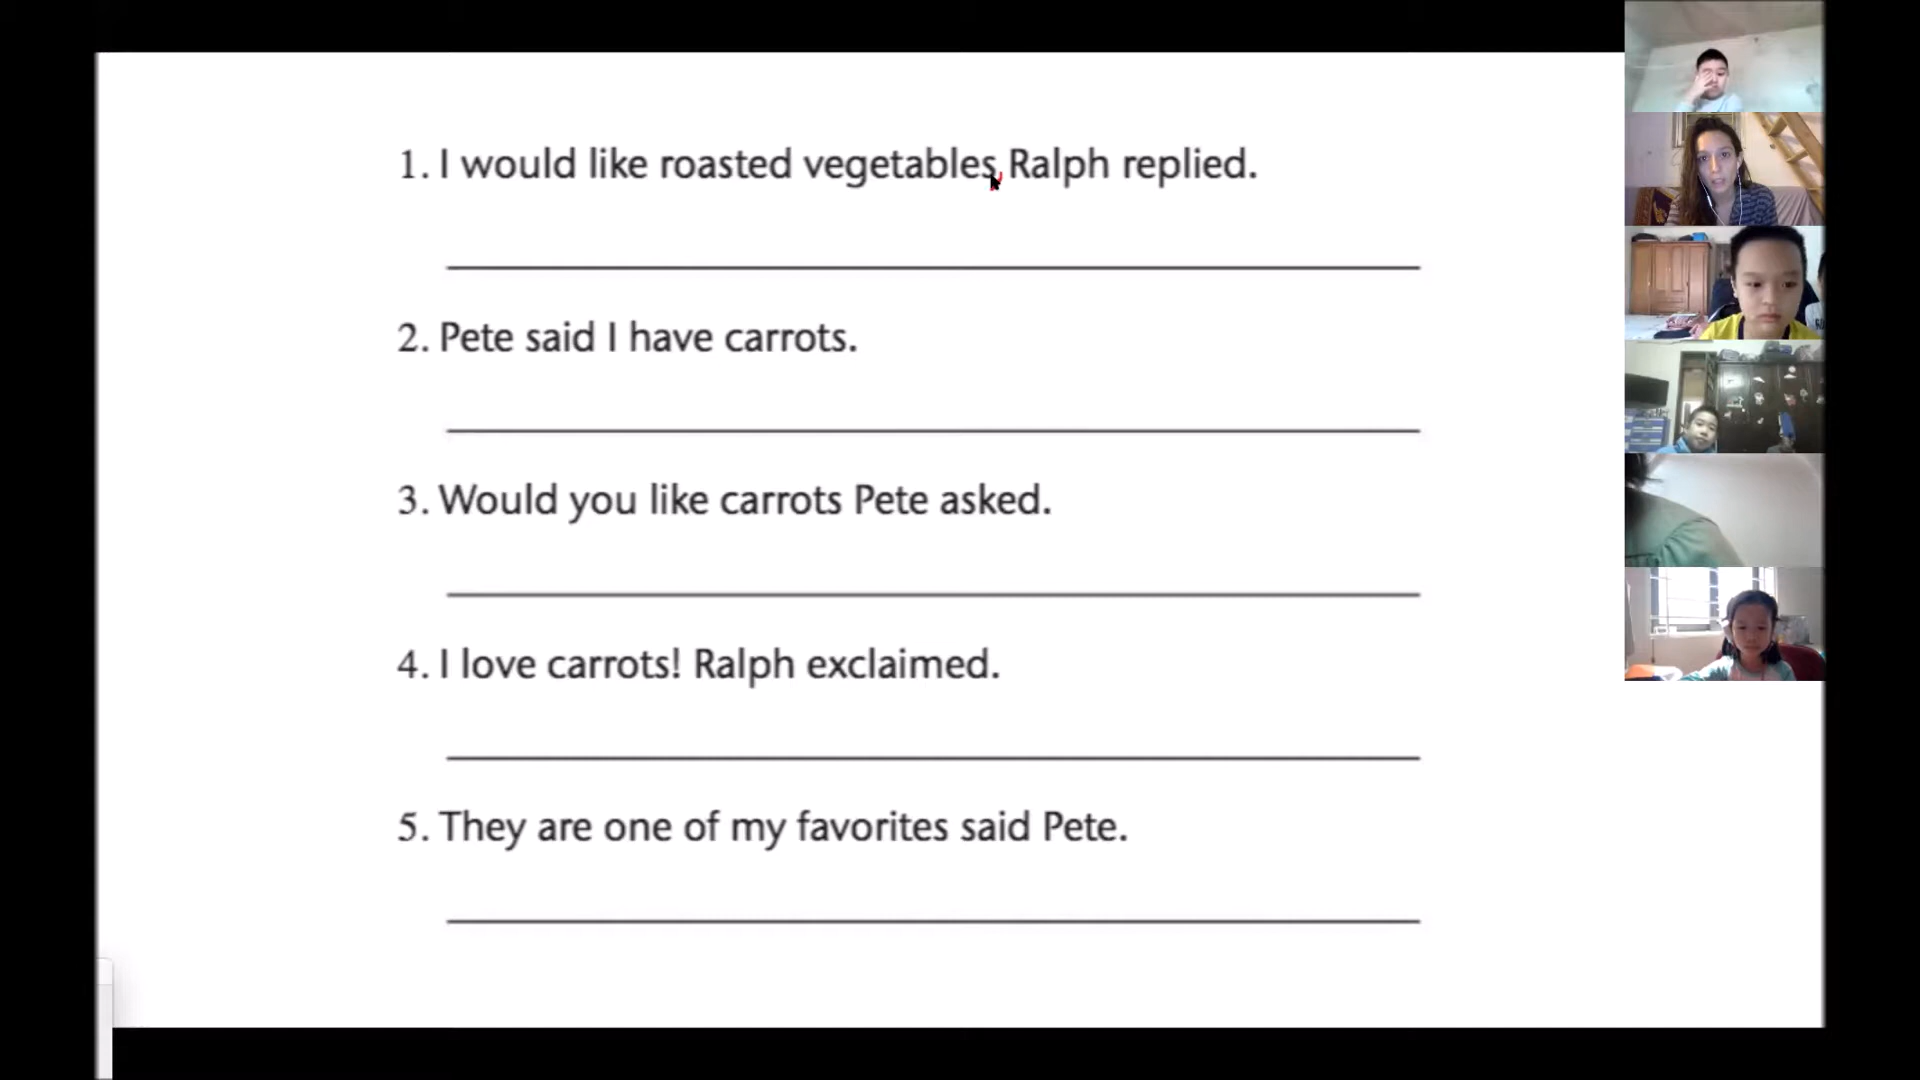 1. I would like roasted vegetables, Ralph replied.
2. Pete said I have carrots.
3. Would you like carrots Pete asked.
4. I love carrots! Ralph exclaimed.
5. They are one of my favorites said Pete.